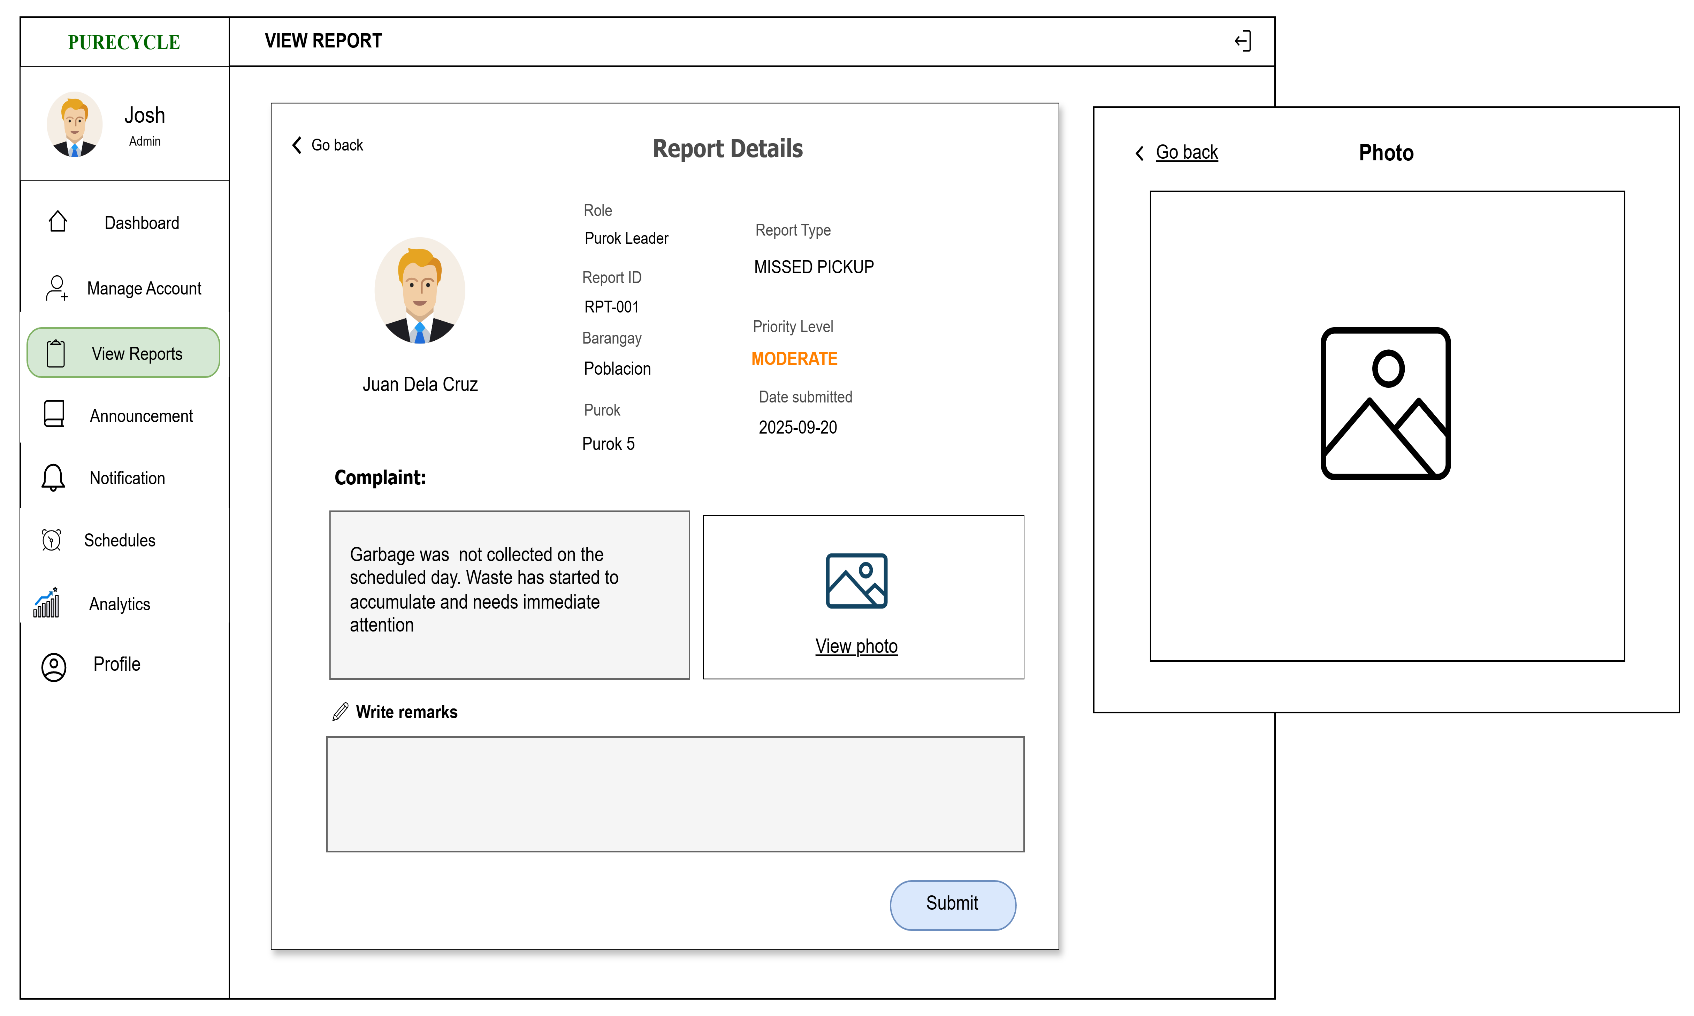 PURECYCLE
VIEW REPORT
Josh
Admin
Dashboard
Manage Account
View Reports
Announcement
Notification
Schedules
Analytics
Profile
Go back
Report Details
Juan Dela Cruz
Role
Purok Leader
Report ID
RPT-001
Barangay
Poblacion
Purok
Purok 5
Report Type
MISSED PICKUP
Priority Level
MODERATE
Date submitted
2025-09-20
Complaint:
Garbage was  not collected on the
scheduled day. Waste has started to
accumulate and needs immediate
attention
View photo
Write remarks
Submit
Go back
Photo